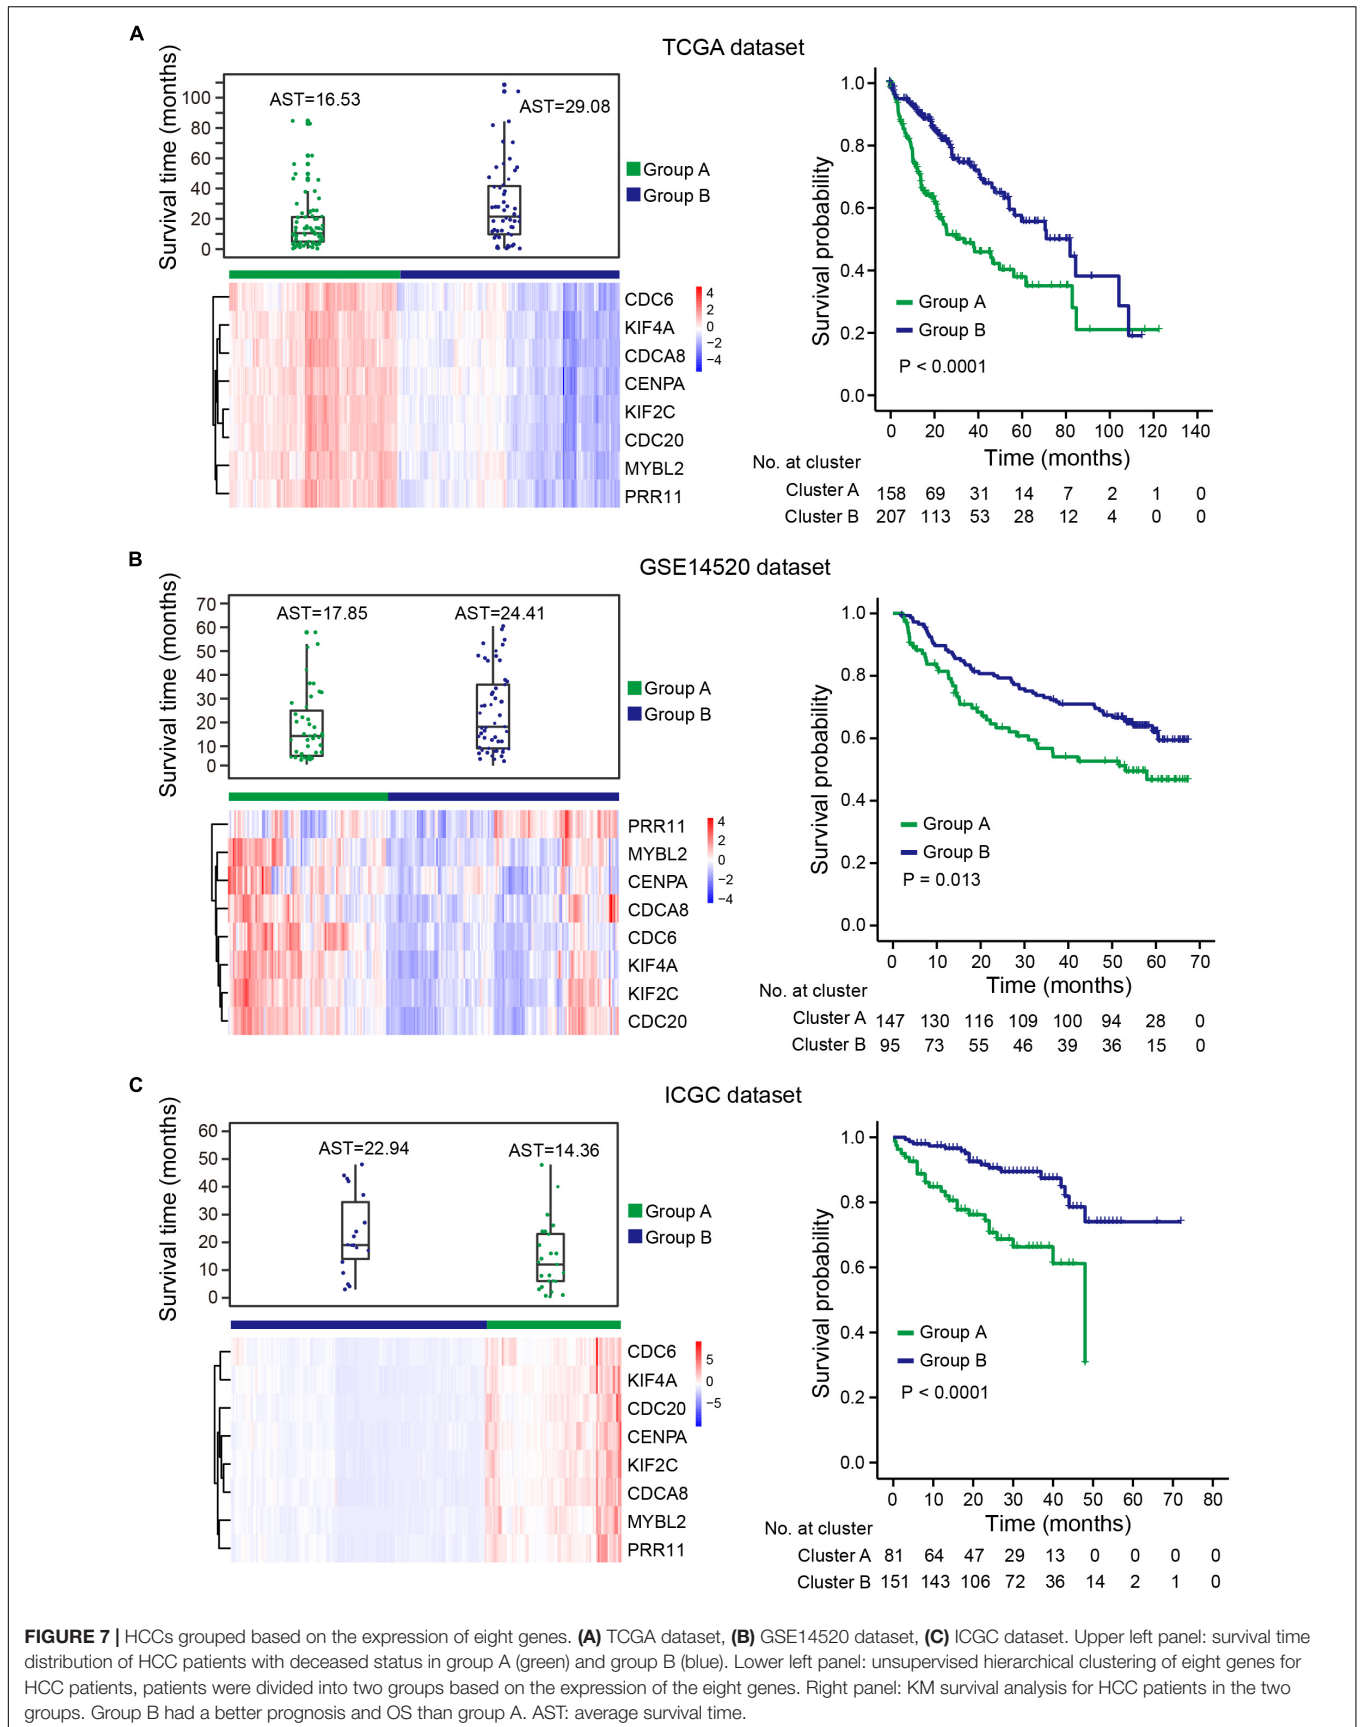 A
TCGA dataset
Survival time (months)
100
80
60
40
20
0
AST=16.53
AST=29.08
Group A
Group B
CDC6
KIF4A
CDCA8
CENPA
KIF2C
CDC20
MYBL2
PRR11
4
2
0
−2
−4
Survival probability
1.0
0.8
0.6
0.4
0.2
0.0
Group A
Group B
P < 0.0001
0 20 40 60 80 100 120 140
Time (months)
No. at cluster
Cluster A 158 69 31 14 7 2 1 0
Cluster B 207 113 53 28 12 4 0 0
B
GSE14520 dataset
Survival time (months)
70
60
50
40
30
20
10
0
AST=17.85
AST=24.41
Group A
Group B
PRR11
MYBL2
CENPA
CDCA8
CDC6
KIF4A
KIF2C
CDC20
4
2
0
−2
−4
Survival probability
1.0
0.8
0.6
0.4
0.2
0.0
Group A
Group B
P = 0.013
0 10 20 30 40 50 60 70
Time (months)
No. at cluster
Cluster A 147 130 116 109 100 94 28 0
Cluster B 95 73 55 46 39 36 15 0
C
ICGC dataset
Survival time (months)
60
50
40
30
20
10
0
AST=22.94
AST=14.36
Group A
Group B
CDC6
KIF4A
CDC20
CENPA
KIF2C
CDCA8
MYBL2
PRR11
5
0
−5
Survival probability
1.0
0.8
0.6
0.4
0.2
0.0
Group A
Group B
P < 0.0001
0 10 20 30 40 50 60 70 80
Time (months)
No. at cluster
Cluster A 81 64 47 29 13 0 0 0 0
Cluster B 151 143 106 72 36 14 2 1 0
FIGURE 7 | HCCs grouped based on the expression of eight genes. (A) TCGA dataset, (B) GSE14520 dataset, (C) ICGC dataset. Upper left panel: survival time
distribution of HCC patients with deceased status in group A (green) and group B (blue). Lower left panel: unsupervised hierarchical clustering of eight genes for
HCC patients, patients were divided into two groups based on the expression of the eight genes. Right panel: KM survival analysis for HCC patients in the two
groups. Group B had a better prognosis and OS than group A. AST: average survival time.